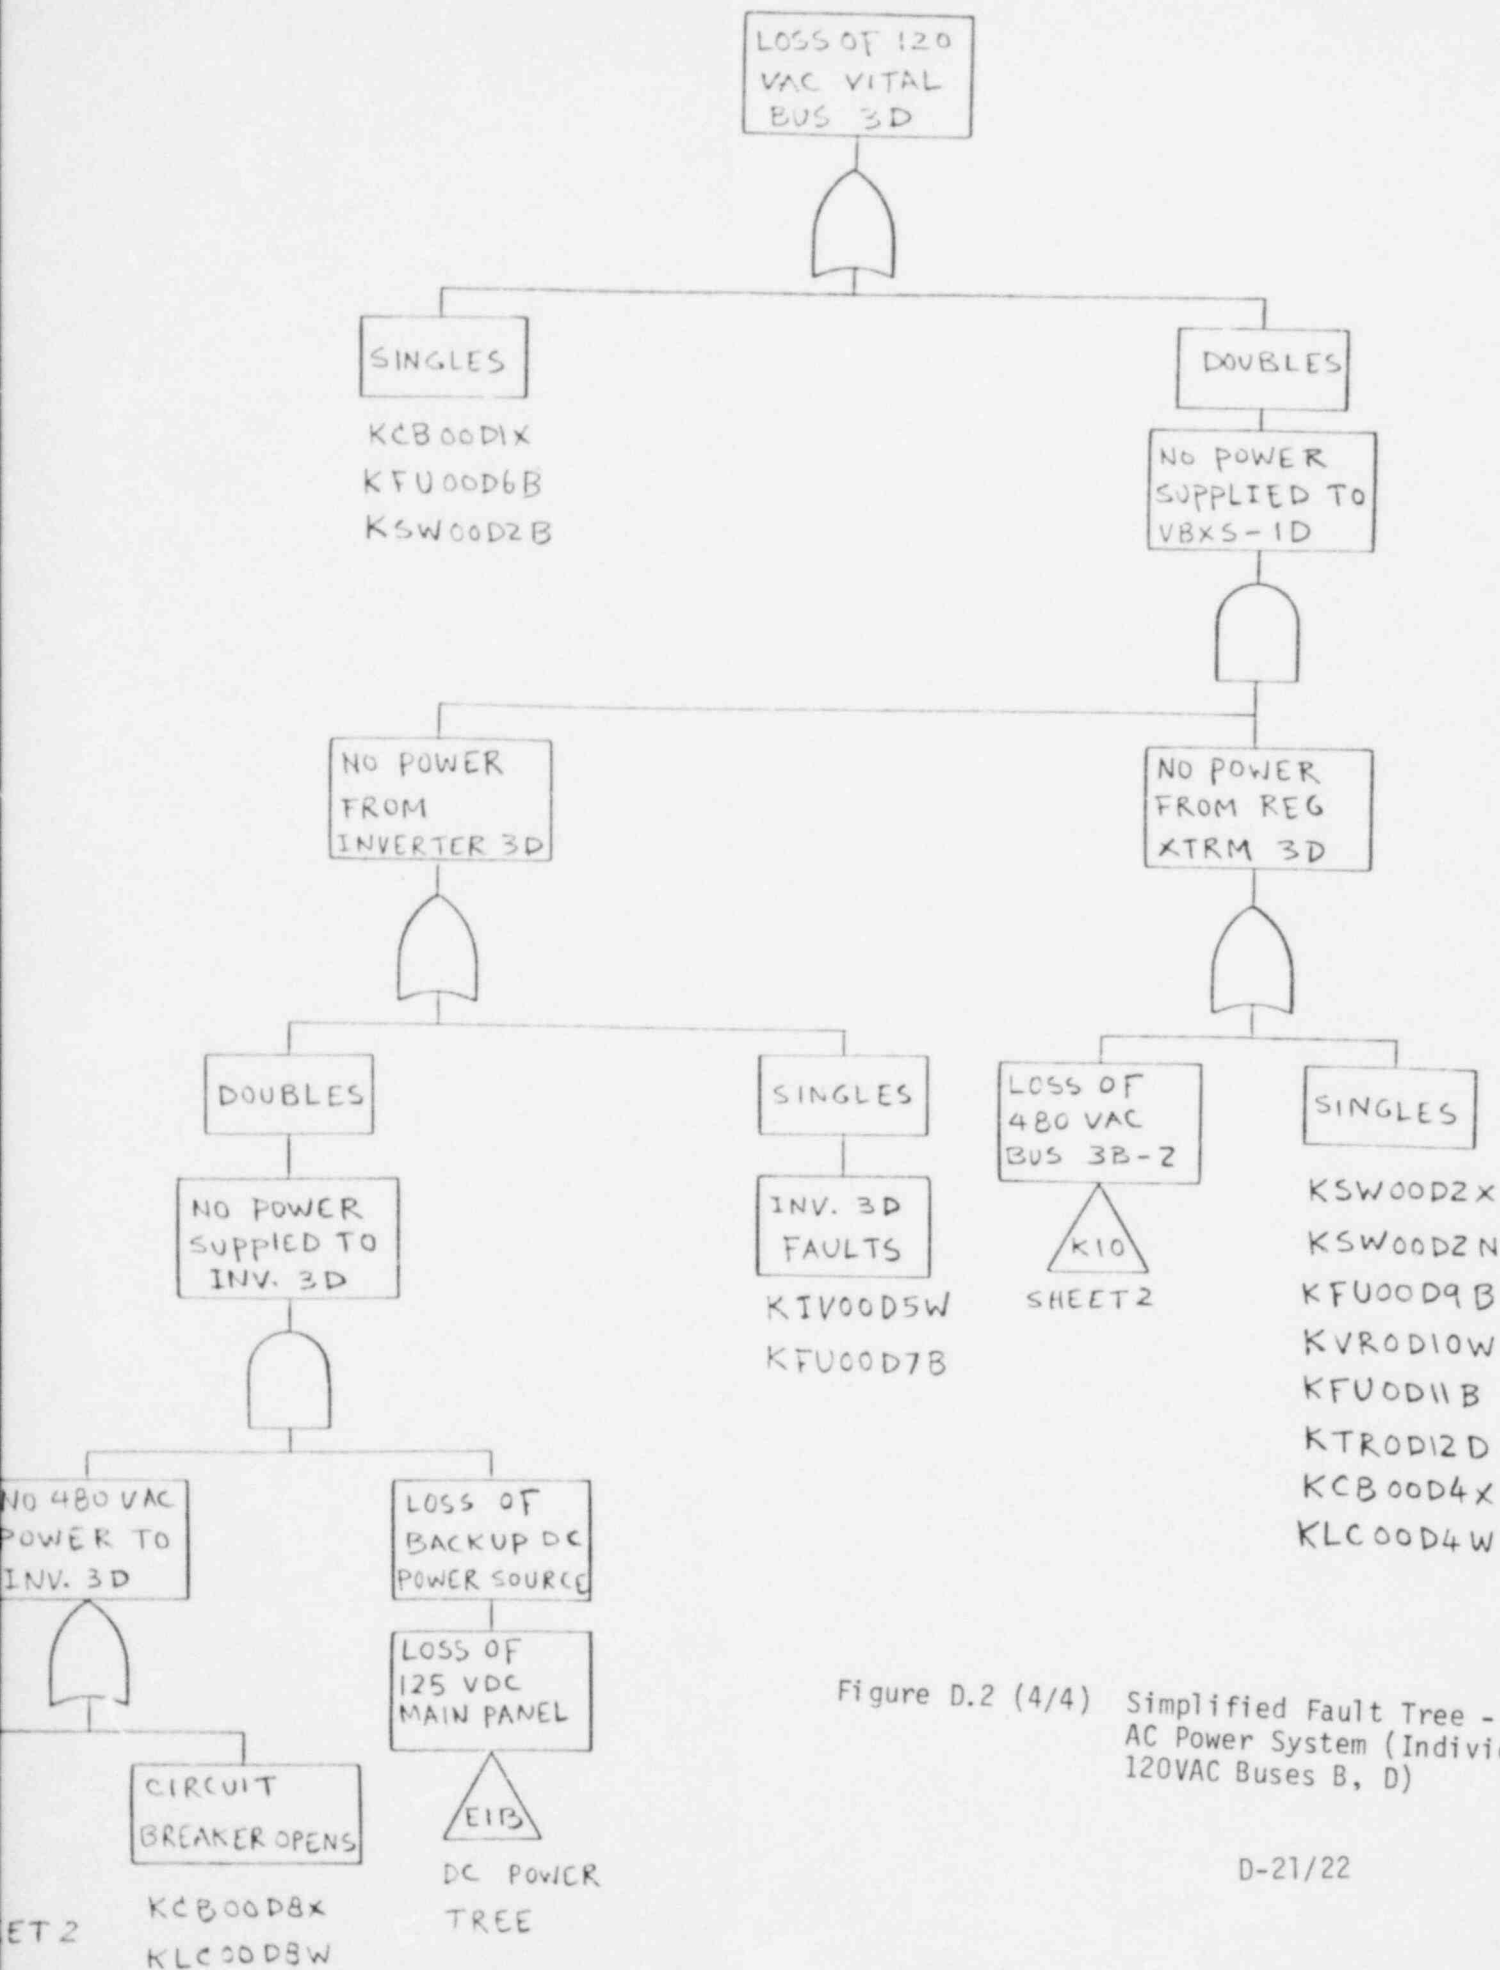 LOSS OF 120
VAC VITAL
BUS 3D
SINGLES
KCB00D1X
KFU00D6B
KSW00D2B
DOUBLES
NO POWER
SUPPLIED TO
VBXS-1D
NO POWER
FROM
INVERTER 3D
NO POWER
FROM REG
XTRM 3D
DOUBLES
NO POWER
SUPPIED TO
INV. 3D
SINGLES
INV. 3D
FAULTS
KIV00D5W
KFU00D7B
LOSS OF
480 VAC
BUS 3B-2
K10
SHEET 2
SINGLES
KSW00D2X
KSW00D2N
KFU00D9B
KVR0D10W
KFU0D11B
KTR0D12D
KCB00D4X
KLC00D4W
NO 480 VAC
POWER TO
INV. 3D
LOSS OF
BACKUP DC
POWER SOURCE
LOSS OF
125 VDC
MAIN PANEL
E1B
DC POWER
TREE
CIRCUIT
BREAKER OPENS
KCB00D8X
KLC00D8W
ET 2
Figure D.2 (4/4) Simplified Fault Tree -
AC Power System (Individ
120VAC Buses B, D)
D-21/22